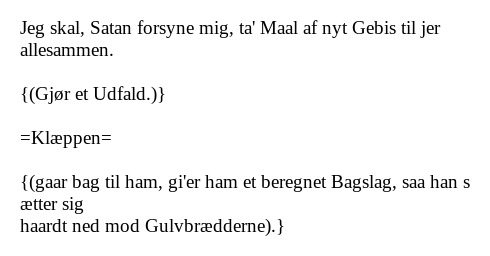 Jeg skal, Satan forsyne mig, ta' Maal af nyt Gebis til jer
allesammen.

{(Gjør et Udfald.)}

=Klæppen=

{(gaar bag til ham, gi'er ham et beregnet Bagslag, saa han s
ætter sig
haardt ned mod Gulvbrædderne).}